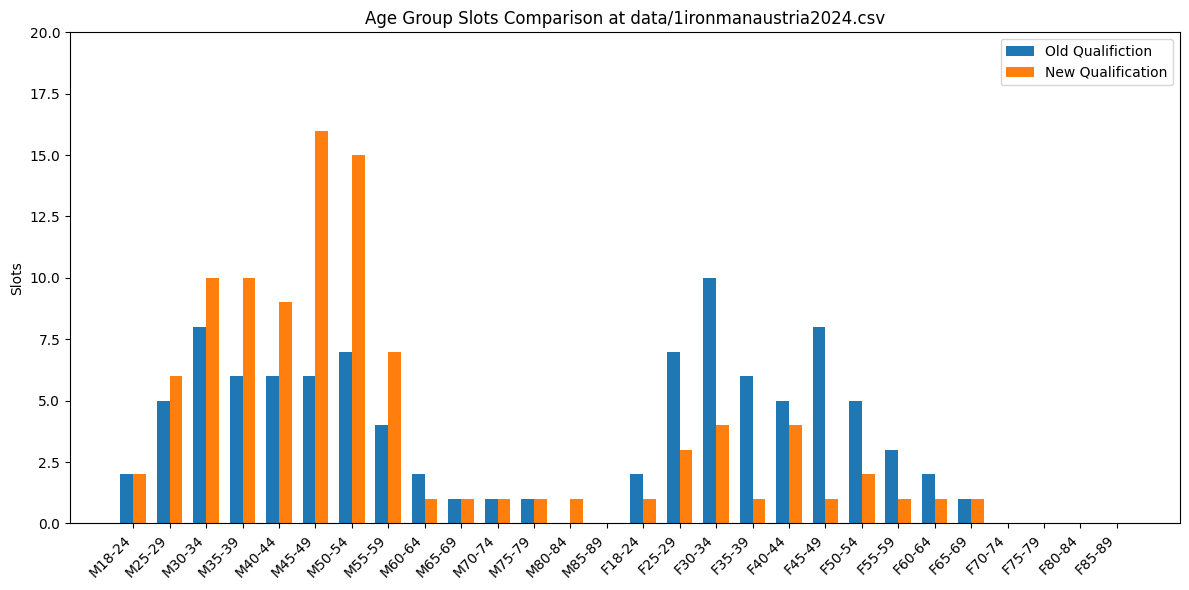 Age Group Slots Comparison at data/1ironmanaustria2024.csv
Old Qualifiction
New Qualification
Slots
20.0
17.5
15.0
12.5
10.0
7.5
5.0
2.5
0.0
M18-24
M25-29
M30-34
M35-39
M40-44
M45-49
M50-54
M55-59
M60-64
M65-69
M70-74
M75-79
M80-84
M85-89
F18-24
F25-29
F30-34
F35-39
F40-44
F45-49
F50-54
F55-59
F60-64
F65-69
F70-74
F75-79
F80-84
F85-89